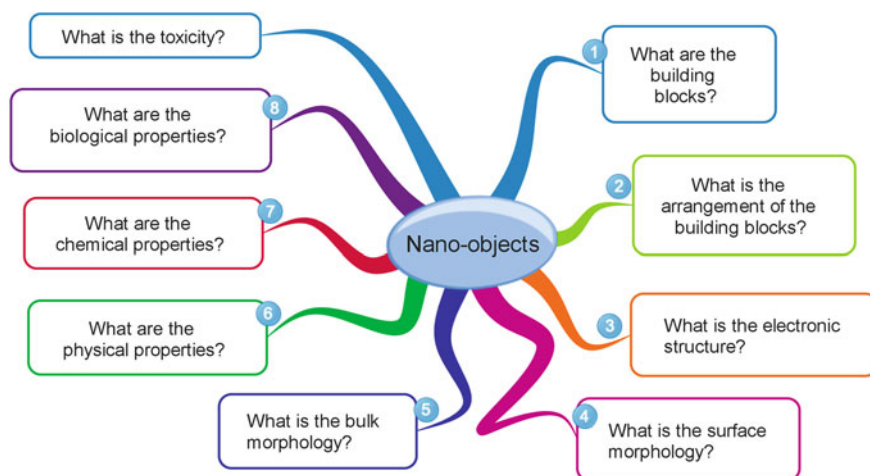 What is the toxicity?
1
What are the
building
blocks?
8
What are the
biological properties?
2
What is the
arrangement of the
building blocks?
7
What are the
chemical properties?
Nano-objects
6
What are the
physical properties?
3
What is the electronic
structure?
5
What is the bulk
morphology?
4
What is the surface
morphology?